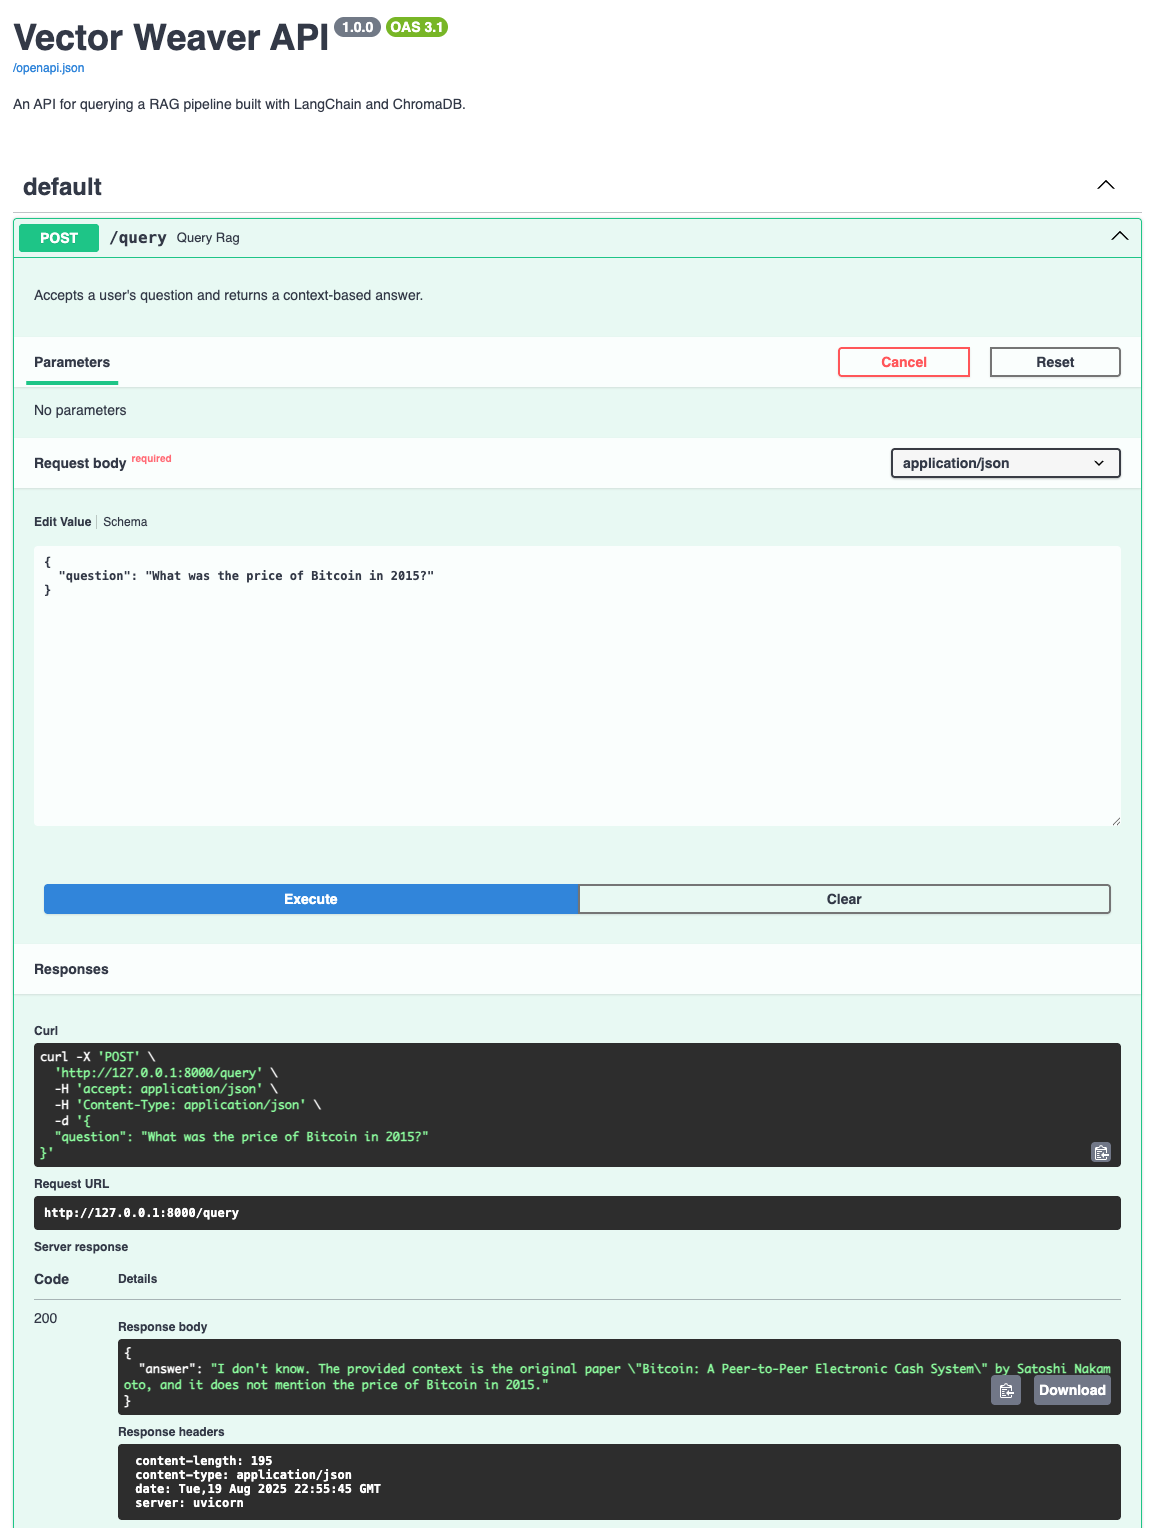 Vector Weaver API 1.0.0 OAS 3.1
/openapi.json
An API for querying a RAG pipeline built with LangChain and ChromaDB.
default
POST /query Query Rag
Accepts a user's question and returns a context-based answer.
Parameters Cancel Reset
No parameters
Request body required application/json
Edit Value Schema
{
  "question": "What was the price of Bitcoin in 2015?"
}
Execute Clear
Responses
Curl
curl -X 'POST' \
  'http://127.0.0.1:8000/query' \
  -H 'accept: application/json' \
  -H 'Content-Type: application/json' \
  -d '{
  "question": "What was the price of Bitcoin in 2015?"
}'
Request URL
http://127.0.0.1:8000/query
Server response
Code Details
200
Response body
{
  "answer": "I don't know. The provided context is the original paper \"Bitcoin: A Peer-to-Peer Electronic Cash System\" by Satoshi Nakam
oto, and it does not mention the price of Bitcoin in 2015."
}
Download
Response headers
content-length: 195
content-type: application/json
date: Tue,19 Aug 2025 22:55:45 GMT
server: uvicorn